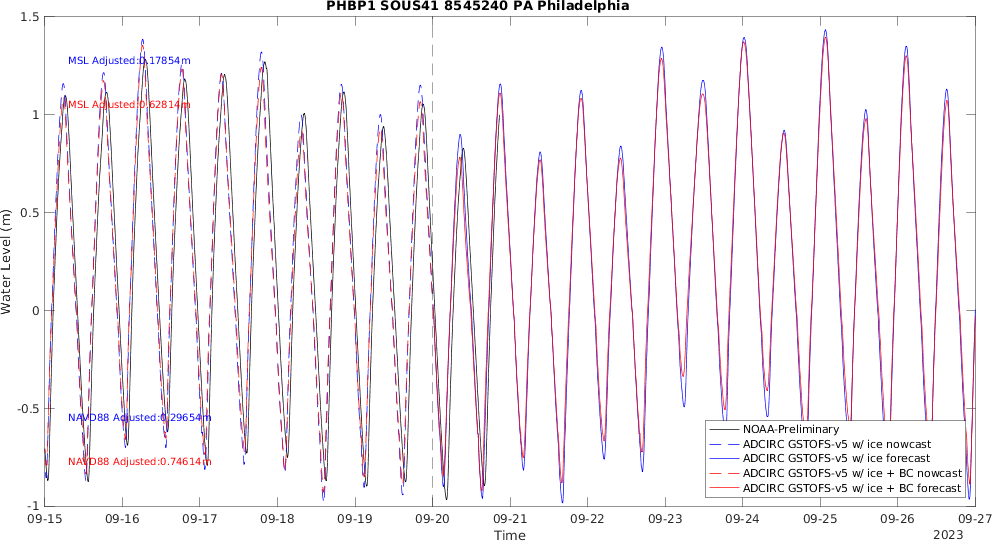 PHBP1 SOUS41 8545240 PA Philadelphia
1.5
1
0.5
0
-0.5
-1
Water Level (m)
MSL Adjusted:0.17854m
MSL Adjusted:0.62814m
NAVD88 Adjusted:0.29654m
NAVD88 Adjusted:0.74614m
NOAA-Preliminary
ADCIRC GSTOFS-v5 w/ ice nowcast
ADCIRC GSTOFS-v5 w/ ice forecast
ADCIRC GSTOFS-v5 w/ ice + BC nowcast
ADCIRC GSTOFS-v5 w/ ice + BC forecast
09-15 09-16 09-17 09-18 09-19 09-20 09-21 09-22 09-23 09-24 09-25 09-26 09-27
Time
2023